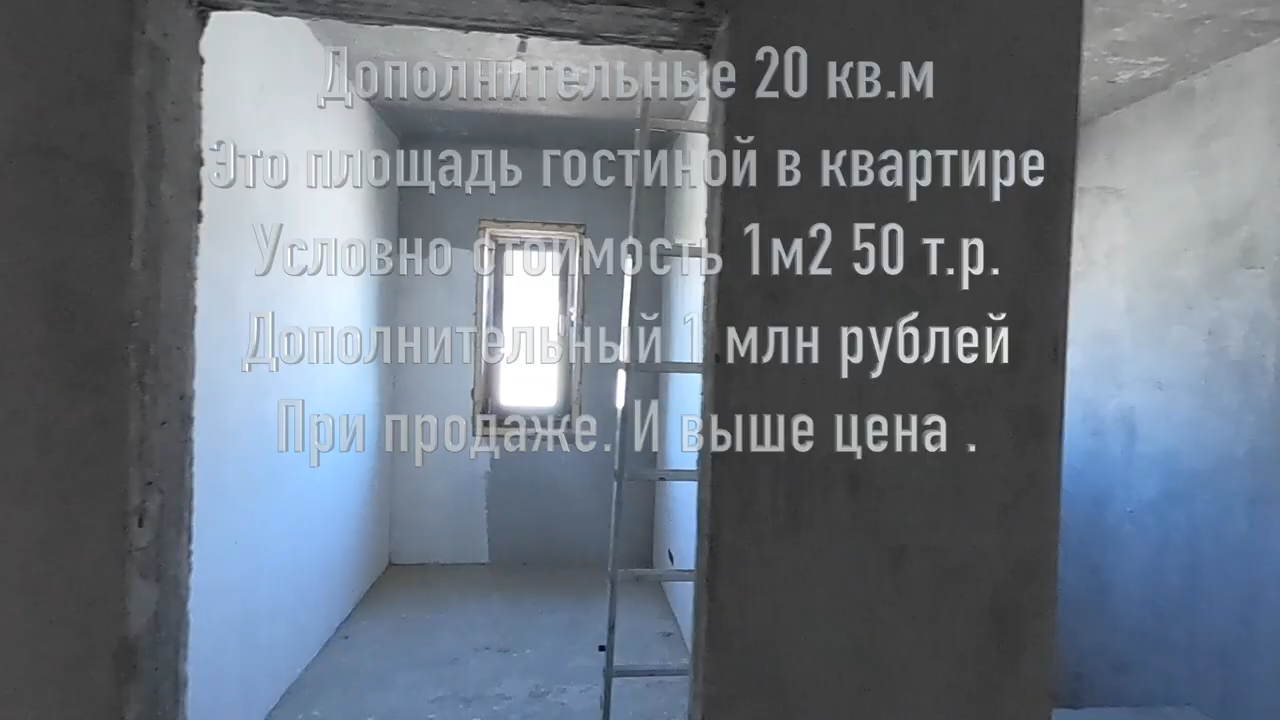 Дополнительные 20 кв.м
Это площадь гостиной в квартире
Условно стоимость 1м2 50 т.р.
Дополнительный 1 млн рублей
При продаже. И выше цена .